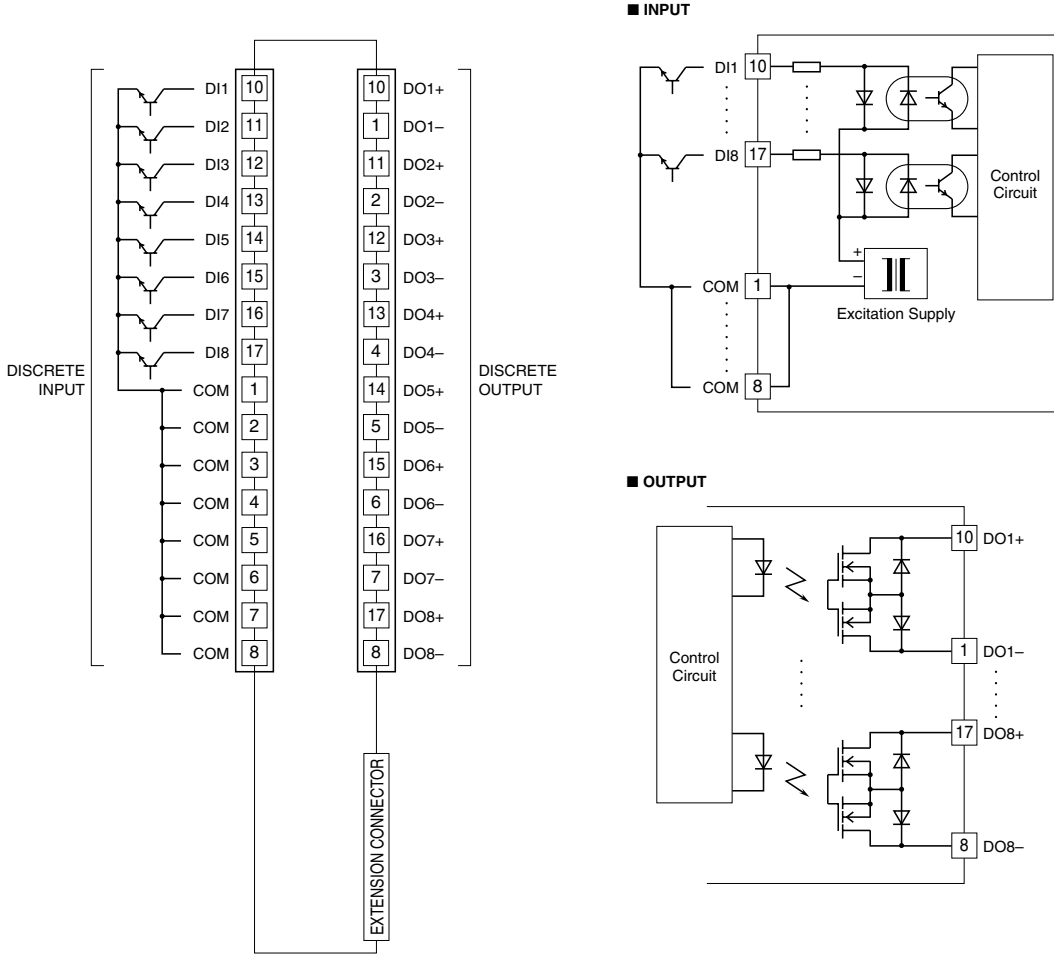 DI1 10
DI2 11
DI3 12
DI4 13
DI5 14
DI6 15
DI7 16
DI8 17
COM 1
COM 2
COM 3
COM 4
COM 5
COM 6
COM 7
COM 8
DISCRETE
INPUT
10 DO1+
1 DO1–
11 DO2+
2 DO2–
12 DO3+
3 DO3–
13 DO4+
4 DO4–
14 DO5+
5 DO5–
15 DO6+
6 DO6–
16 DO7+
7 DO7–
17 DO8+
8 DO8–
DISCRETE
OUTPUT
EXTENSION CONNECTOR
■ INPUT
DI1 10
DI8 17
COM 1
COM 8
+
–
Excitation Supply
Control
Circuit
■ OUTPUT
Control
Circuit
10 DO1+
1 DO1–
17 DO8+
8 DO8–